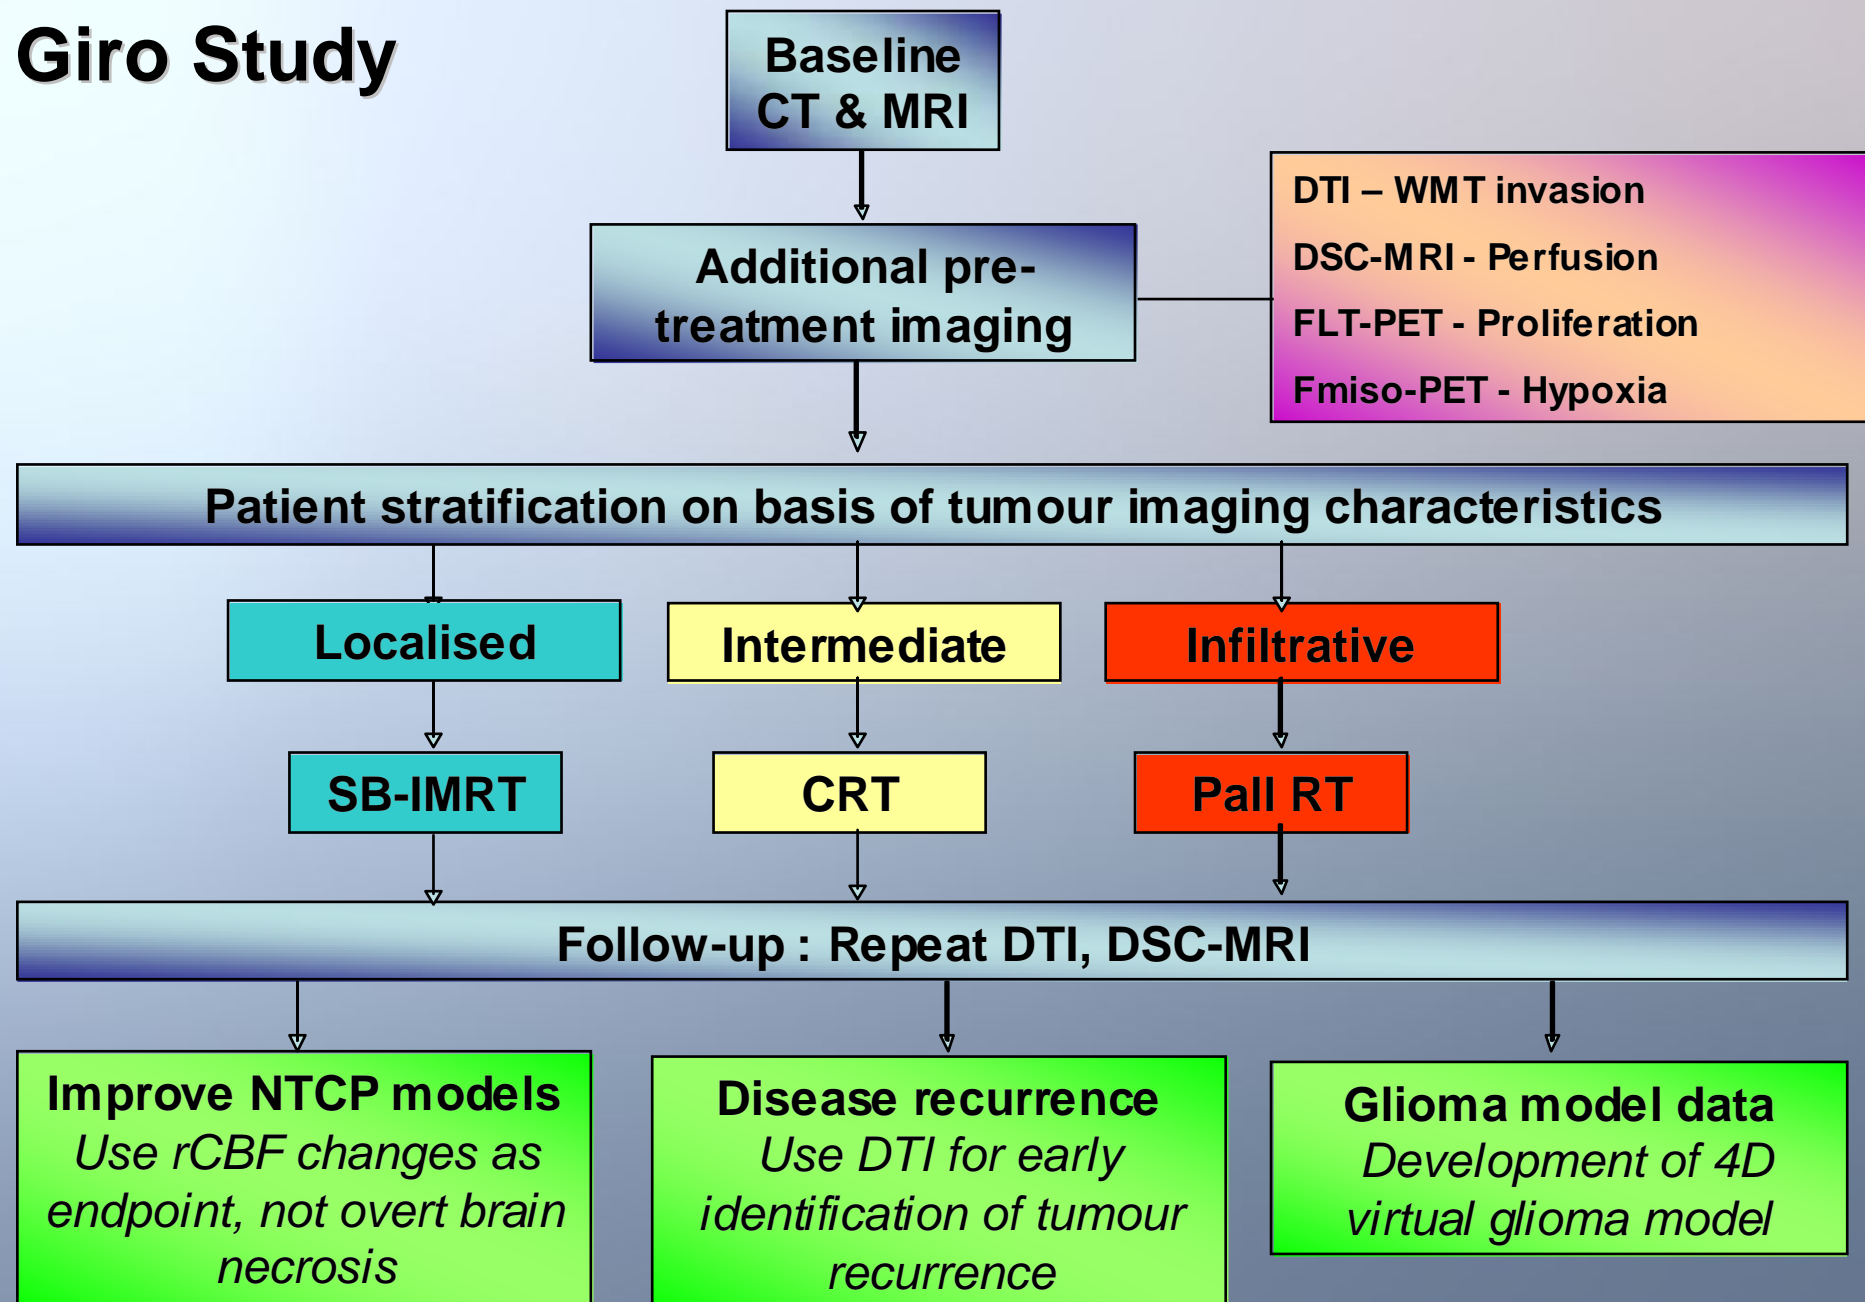 Giro Study
Baseline
CT & MRI
DTI – WMT invasion
DSC-MRI - Perfusion
FLT-PET - Proliferation
Fmiso-PET - Hypoxia
Additional pre-
treatment imaging
Patient stratification on basis of tumour imaging characteristics
Localised
Intermediate
Infiltrative
SB-IMRT
CRT
Pall RT
Follow-up : Repeat DTI, DSC-MRI
Improve NTCP models
Use rCBF changes as
endpoint, not overt brain
necrosis
Disease recurrence
Use DTI for early
identification of tumour
recurrence
Glioma model data
Development of 4D
virtual glioma model